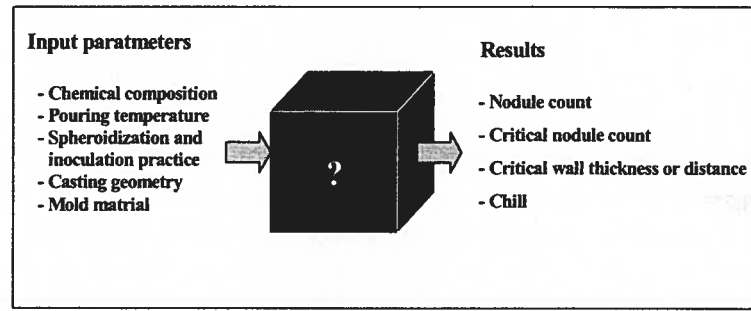 Input paratmeters
- Chemical composition
- Pouring temperature
- Spheroidization and
inoculation practice
- Casting geometry
- Mold matrial
?
Results
- Nodule count
- Critical nodule count
- Critical wall thickness or distance
- Chill